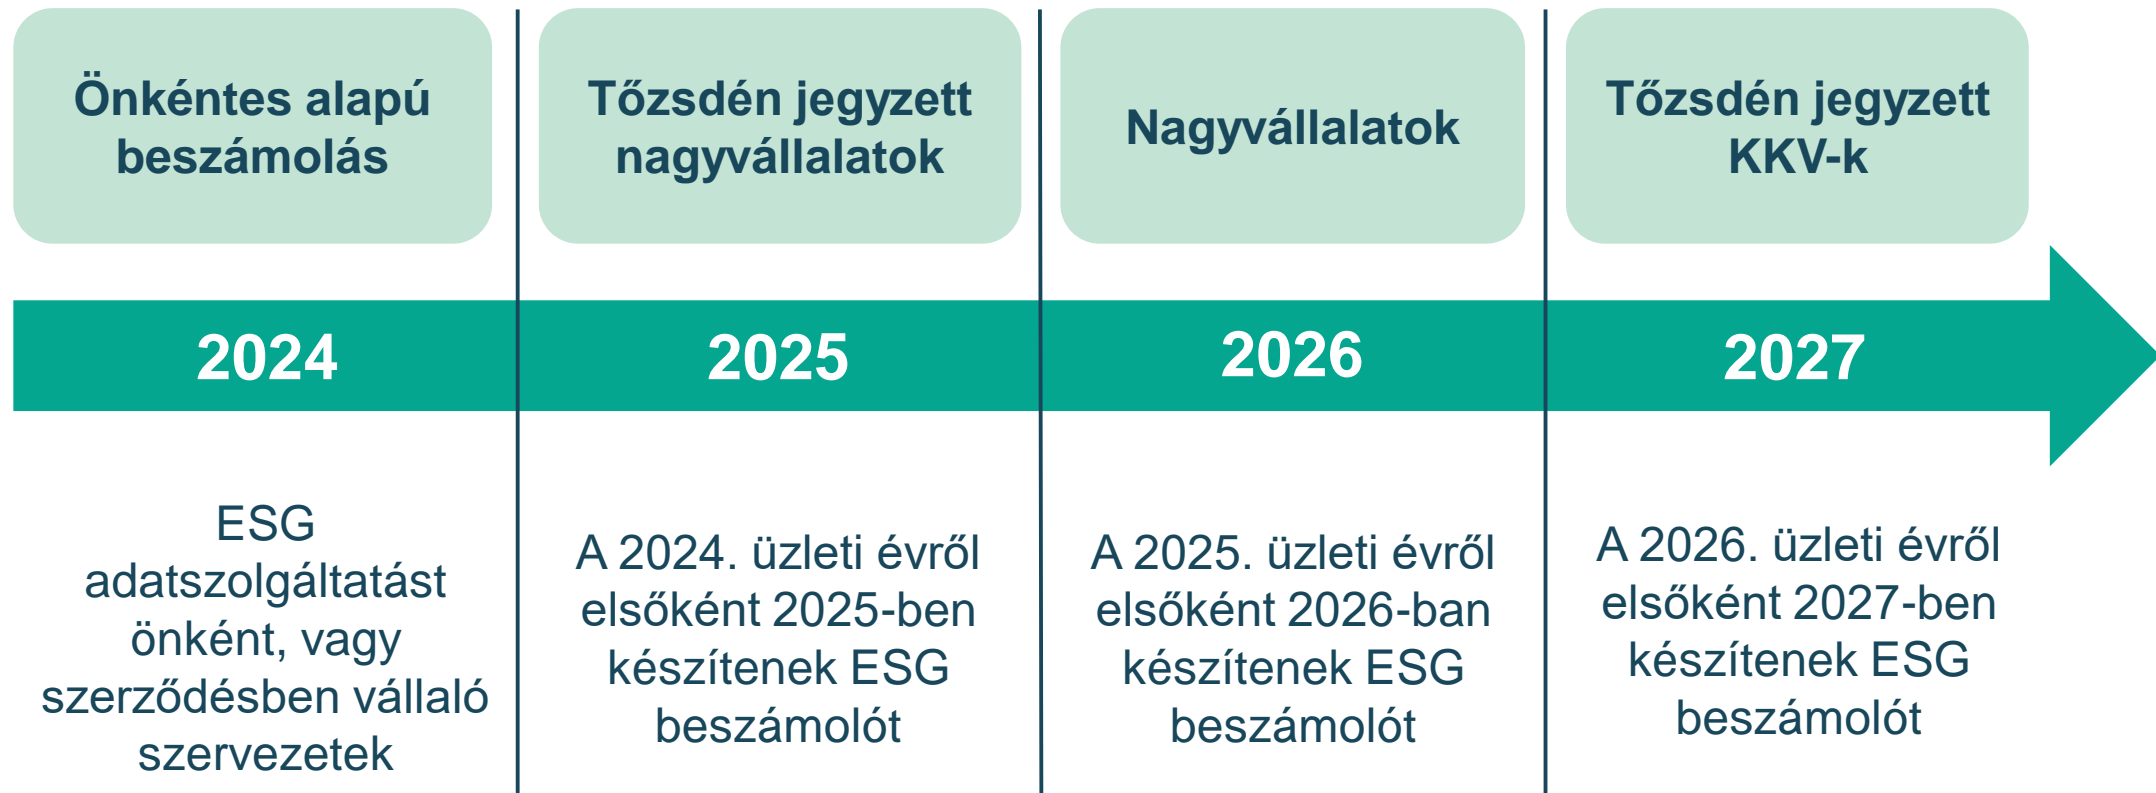 Önkéntes alapú
beszámolás
Tőzsdén jegyzett
nagyvállalatok
Nagyvállalatok
Tőzsdén jegyzett
KKV-k
2024
2025
2026
2027
ESG
adatszolgáltatást
önként, vagy
szerződésben vállaló
szervezetek
A 2024. üzleti évről
elsőként 2025-ben
készítenek ESG
beszámolót
A 2025. üzleti évről
elsőként 2026-ban
készítenek ESG
beszámolót
A 2026. üzleti évről
elsőként 2027-ben
készítenek ESG
beszámolót